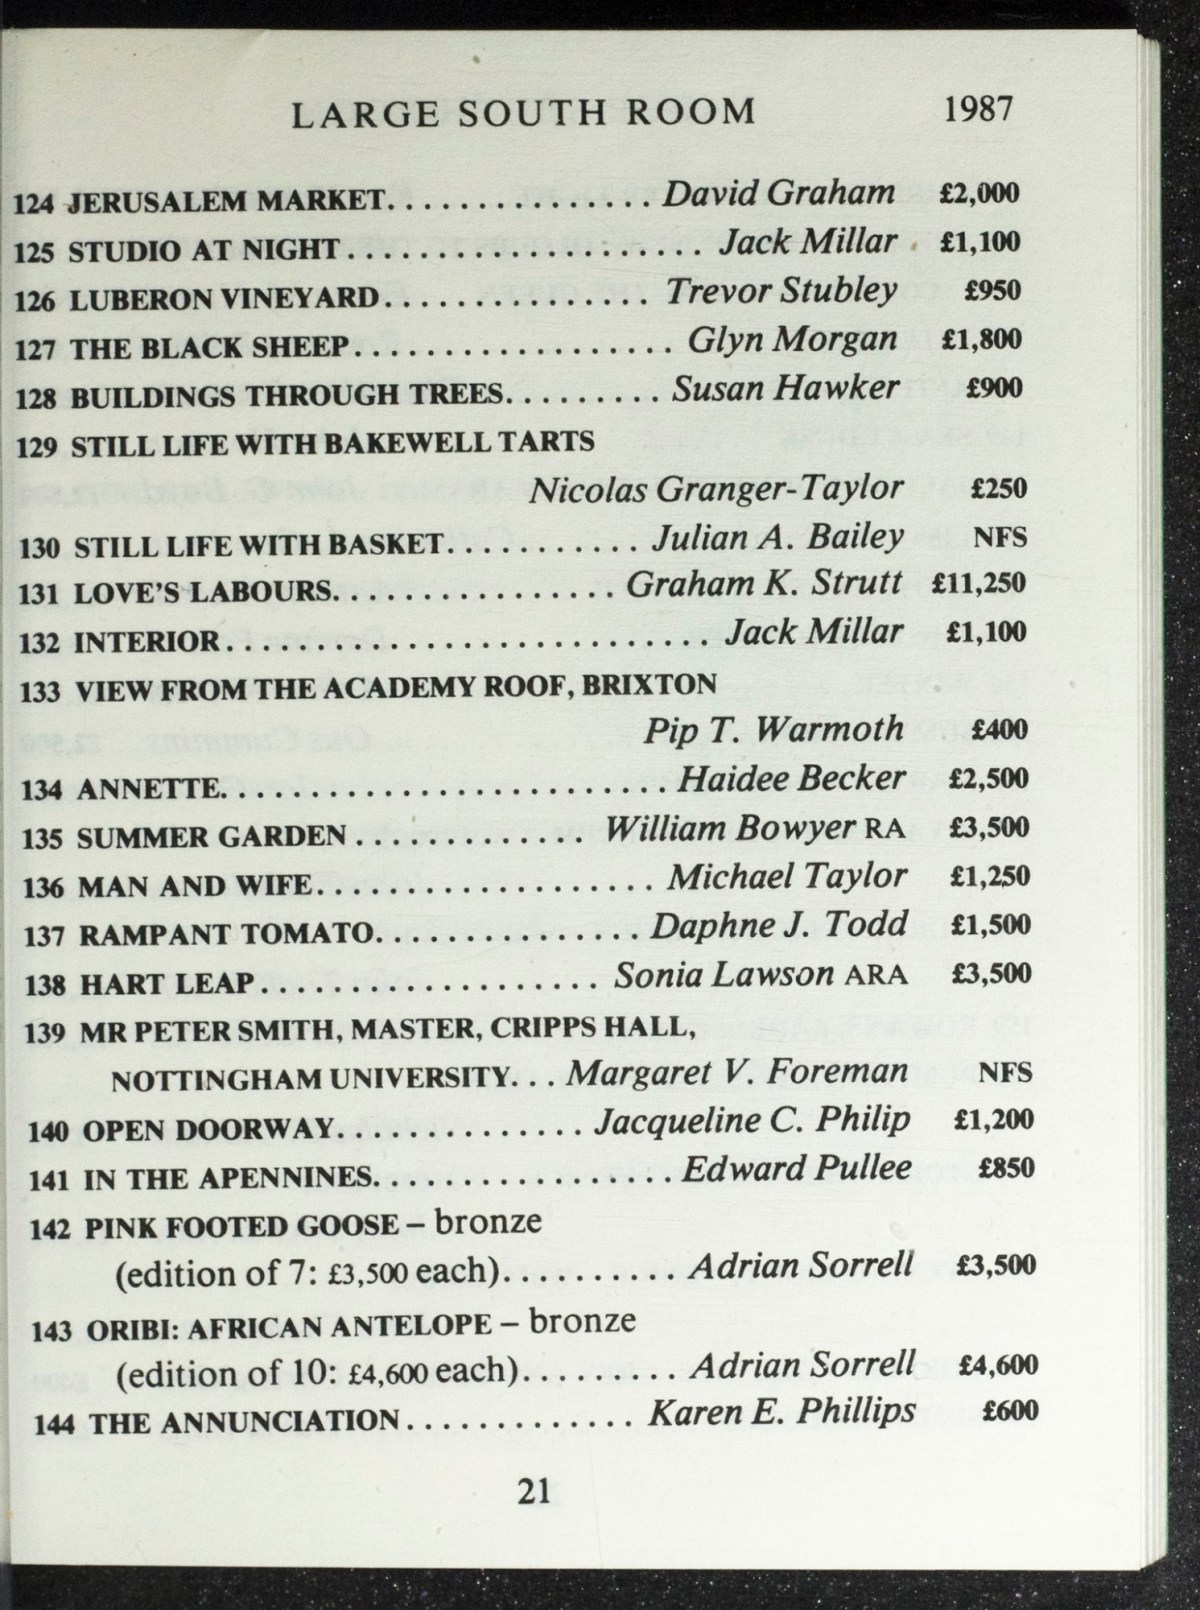 LARGE SOUTH ROOM 1987
124 JERUSALEM MARKET................ David Graham £2,000
125 STUDIO AT NIGHT...................... Jack Millar £1,100
126 LUBERON VINEYARD................ Trevor Stubley £950
127 THE BLACK SHEEP................... Glyn Morgan £1,800
128 BUILDINGS THROUGH TREES.......... Susan Hawker £900
129 STILL LIFE WITH BAKEWELL TARTS
Nicolas Granger-Taylor £250
130 STILL LIFE WITH BASKET............ Julian A. Bailey NFS
131 LOVE'S LABOURS.................. Graham K. Strutt £11,250
132 INTERIOR............................... Jack Millar £1,100
133 VIEW FROM THE ACADEMY ROOF, BRIXTON
Pip T. Warmoth £400
134 ANNETTE............................ Haidee Becker £2,500
135 SUMMER GARDEN.............. William Bowyer RA £3,500
136 MAN AND WIFE..................... Michael Taylor £1,250
137 RAMPANT TOMATO................. Daphne J. Todd £1,500
138 HART LEAP..................... Sonia Lawson ARA £3,500
139 MR PETER SMITH, MASTER, CRIPPS HALL,
NOTTINGHAM UNIVERSITY... Margaret V. Foreman NFS
140 OPEN DOORWAY............... Jacqueline C. Philip £1,200
141 IN THE APENNINES................... Edward Pullee £850
142 PINK FOOTED GOOSE – bronze
(edition of 7: £3,500 each).......... Adrian Sorrell £3,500
143 ORIBI: AFRICAN ANTELOPE – bronze
(edition of 10: £4,600 each)......... Adrian Sorrell £4,600
144 THE ANNUNCIATION............. Karen E. Phillips £600
21